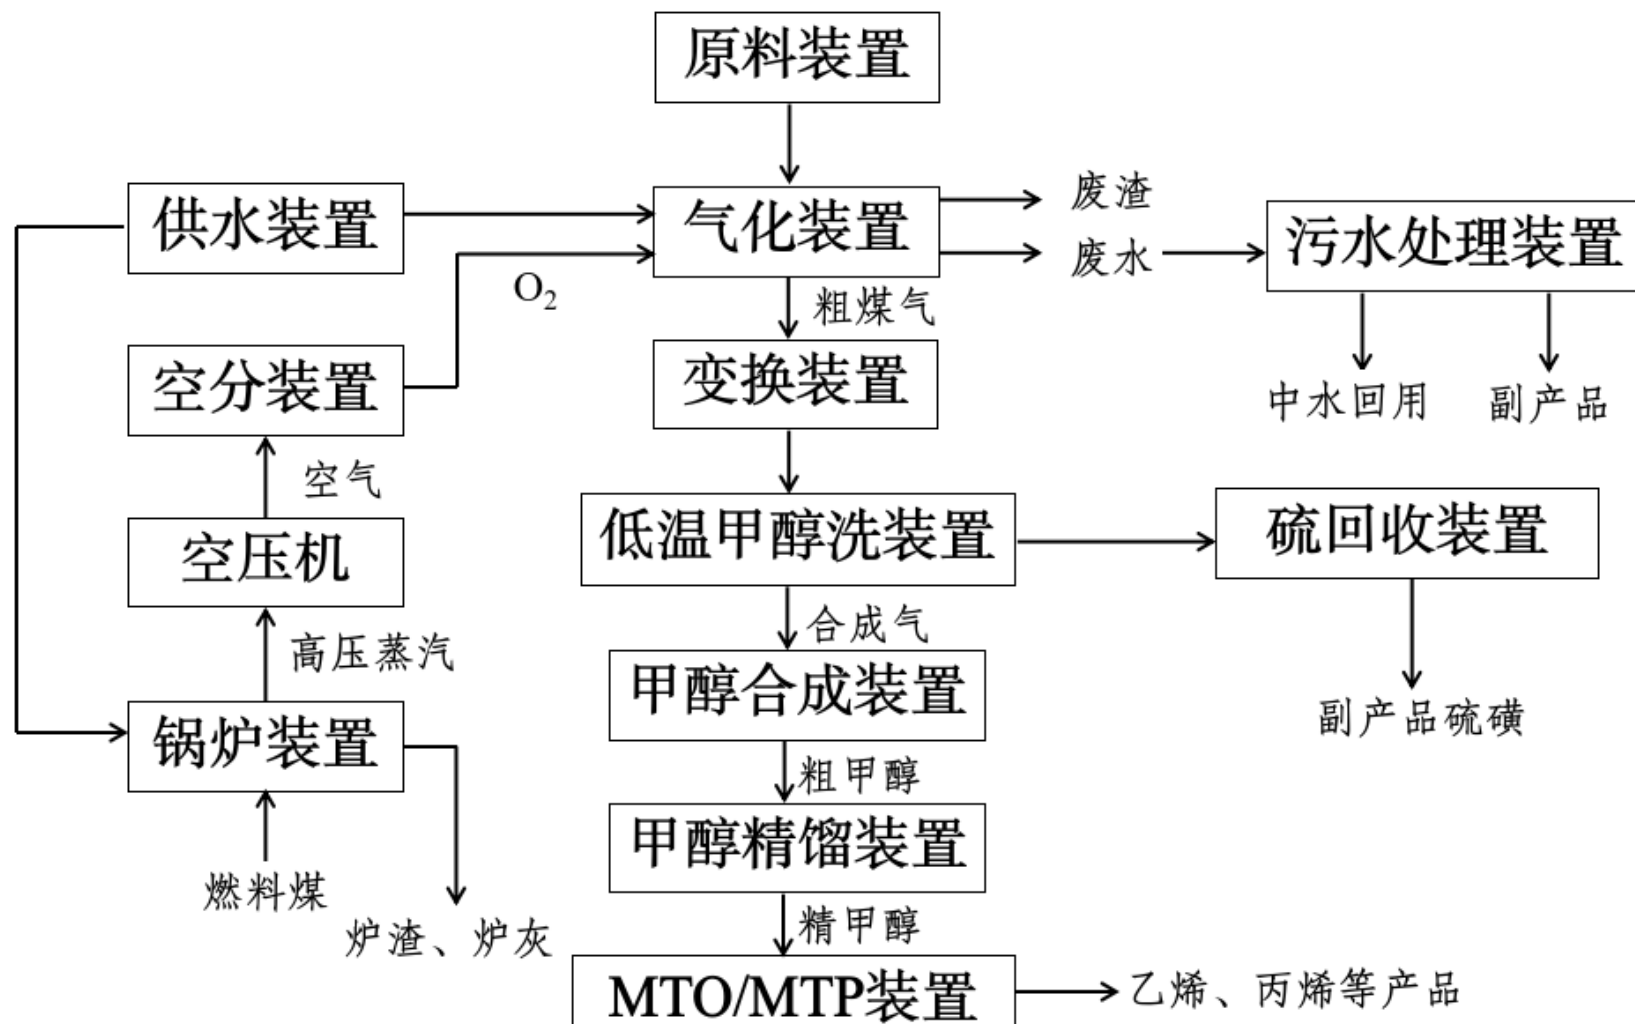 原料装置
供水装置
气化装置
废渣
废水
污水处理装置
O₂
粗煤气
空分装置
变换装置
中水回用
副产品
空气
低温甲醇洗装置
硫回收装置
空压机
合成气
高压蒸汽
甲醇合成装置
副产品硫磺
锅炉装置
粗甲醇
甲醇精馏装置
燃料煤
炉渣、炉灰
精甲醇
MTO/MTP装置
乙烯、丙烯等产品